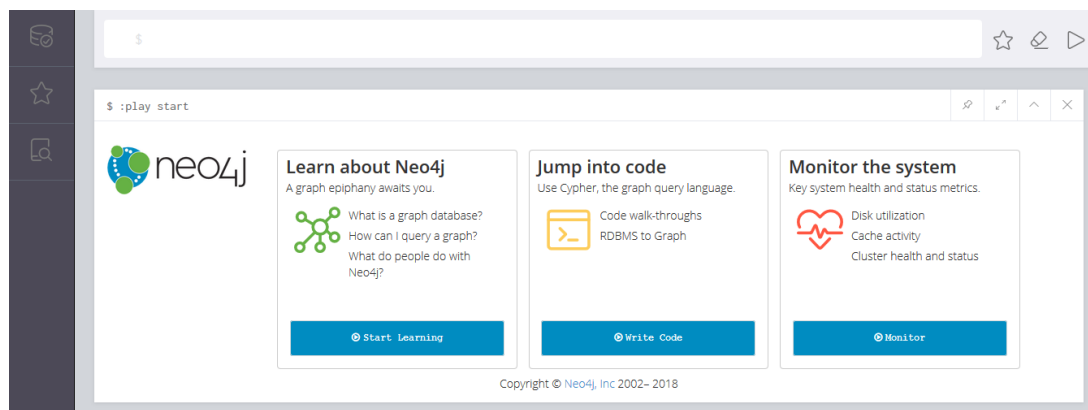 $
$ :play start
neo4j
Learn about Neo4j
A graph epiphany awaits you.
What is a graph database?
How can I query a graph?
What do people do with
Neo4j?
Start Learning
Jump into code
Use Cypher, the graph query language.
Code walk-throughs
RDBMS to Graph
Write Code
Monitor the system
Key system health and status metrics.
Disk utilization
Cache activity
Cluster health and status
Monitor
Copyright © Neo4j, Inc 2002– 2018